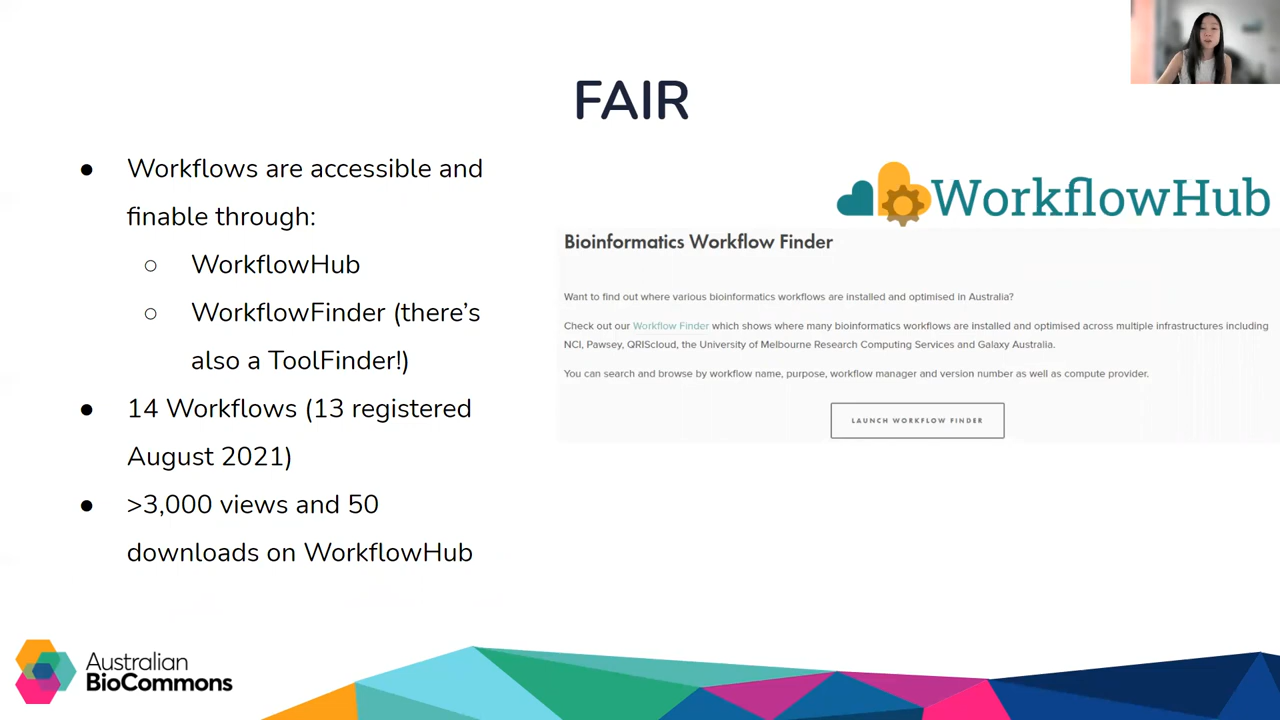 FAIR
● Workflows are accessible and
finable through:
○ WorkflowHub
○ WorkflowFinder (there’s
also a ToolFinder!)
● 14 Workflows (13 registered
August 2021)
● >3,000 views and 50
downloads on WorkflowHub
WorkflowHub
Bioinformatics Workflow Finder
Want to find out where various bioinformatics workflows are installed and optimised in Australia?
Check out our Workflow Finder which shows where many bioinformatics workflows are installed and optimised across multiple infrastructures including
NCI, Pawsey, QRIScloud, the University of Melbourne Research Computing Services and Galaxy Australia.
You can search and browse by workflow name, purpose, workflow manager and version number as well as compute provider.
LAUNCH WORKFLOW FINDER
Australian
BioCommons